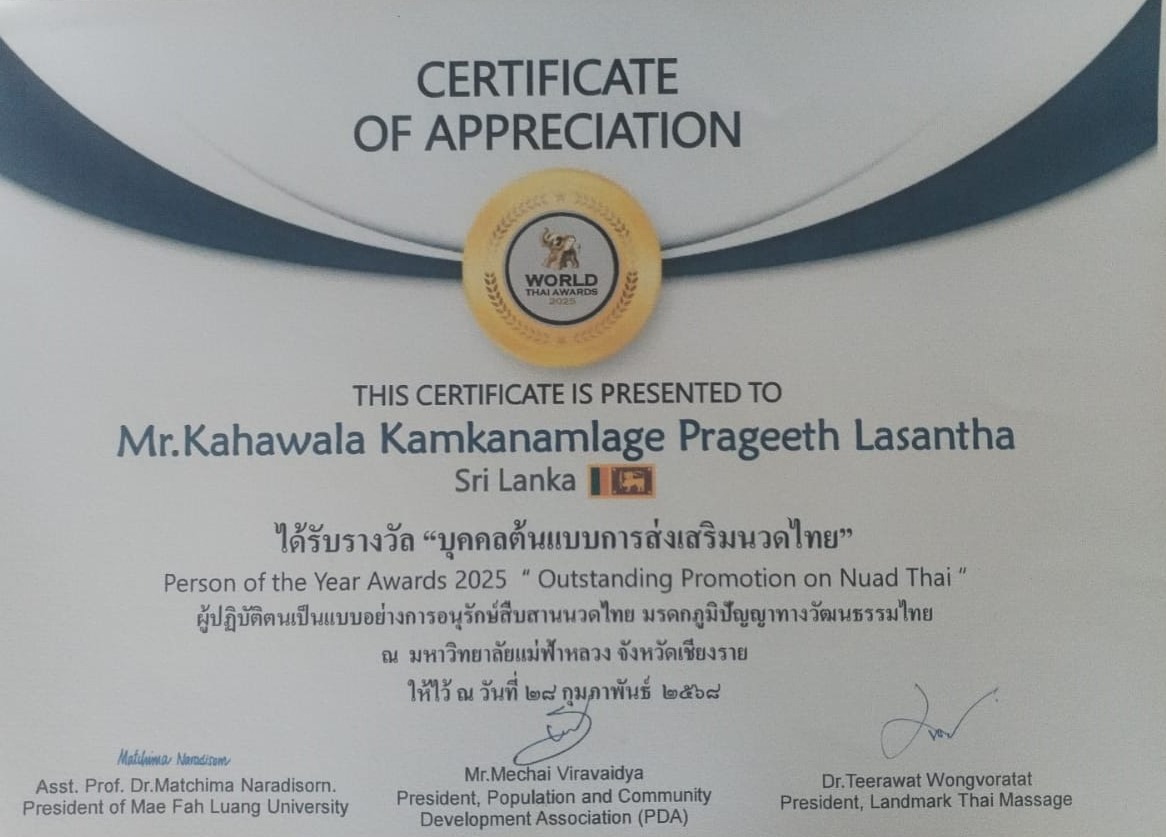 CERTIFICATE
OF APPRECIATION
WORLD
THAI AWARDS
2025
THIS CERTIFICATE IS PRESENTED TO
Mr.Kahawala Kamkanamlage Prageeth Lasantha
Sri Lanka
ได้รับรางวัล “บุคคลต้นแบบการส่งเสริมนวดไทย”
Person of the Year Awards 2025 “ Outstanding Promotion on Nuad Thai “
ผู้ปฏิบัติตนเป็นแบบอย่างการอนุรักษ์สืบสานนวดไทย มรดกภูมิปัญญาทางวัฒนธรรมไทย
ณ มหาวิทยาลัยแม่ฟ้าหลวง จังหวัดเชียงราย
ให้ไว้ ณ วันที่ ๒๘ กุมภาพันธ์ ๒๕๖๘
Matchima Naradisorn
Asst. Prof. Dr.Matchima Naradisorn.
President of Mae Fah Luang University
Mr.Mechai Viravaidya
President, Population and Community
Development Association (PDA)
Dr.Teerawat Wongvoratat
President, Landmark Thai Massage